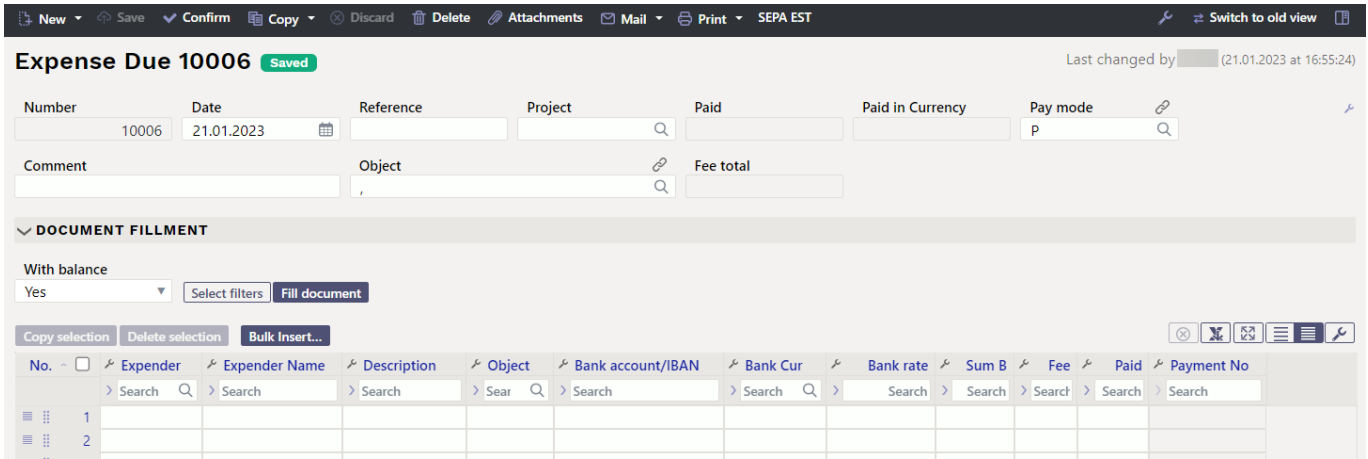 New Save Confirm Copy Discard Delete Attachments Mail Print SEPA EST Switch to old view
Expense Due 10006 Saved Last changed by (21.01.2023 at 16:55:24)
Number Date Reference Project Paid Paid in Currency Pay mode
10006 21.01.2023 P
Comment Object Fee total
,
DOCUMENT FILLMENT
With balance
Yes Select filters Fill document
Copy selection Delete selection Bulk Insert...
No. Expender Expender Name Description Object Bank account/IBAN Bank Cur Bank rate Sum B Fee Paid Payment No
Search Search Search Sear Search Search Search Search Search Search Search
1
2